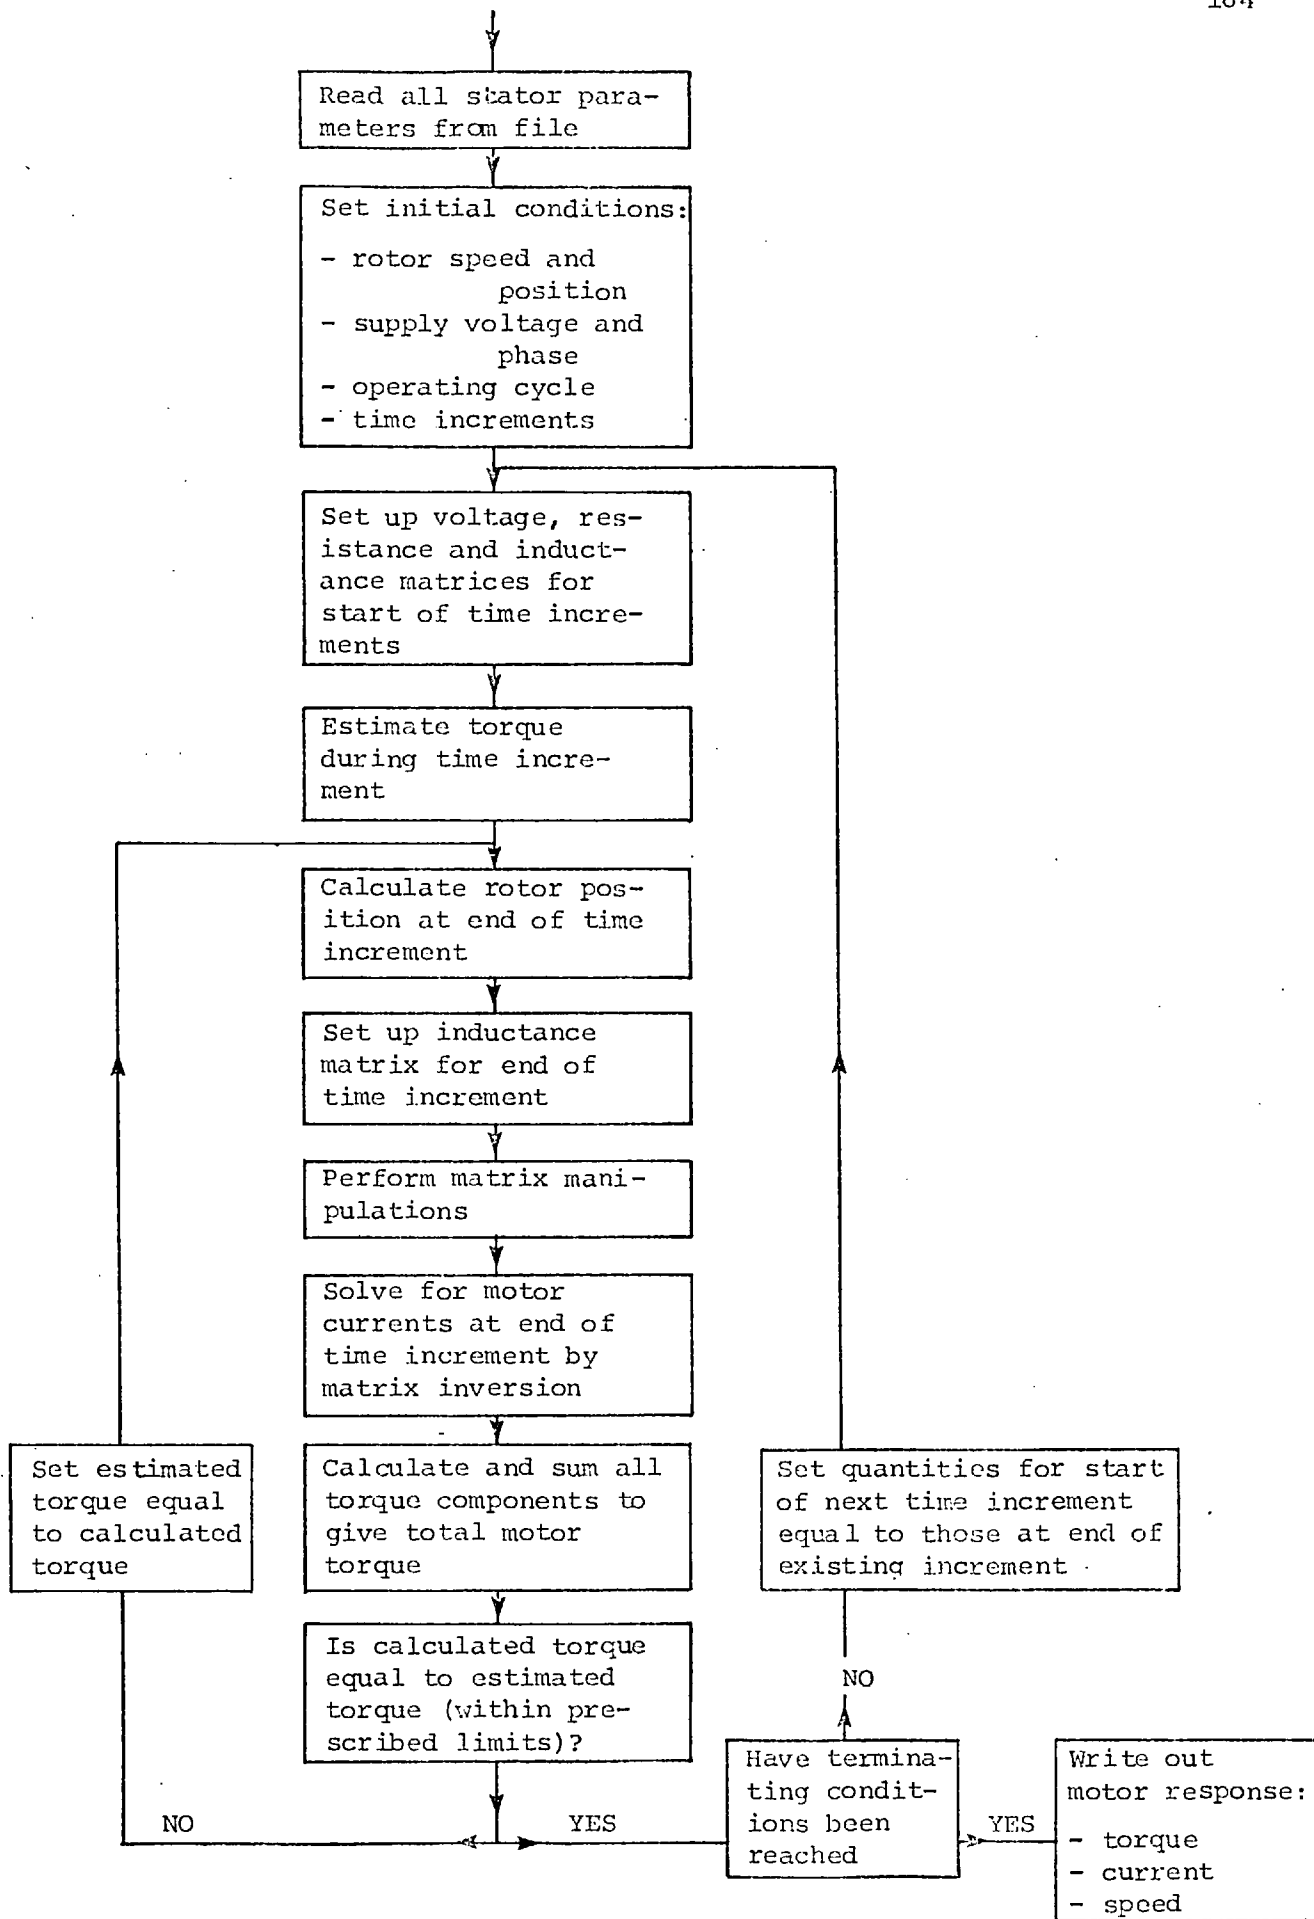 Read all stator para-
meters from file
Set initial conditions:
- rotor speed and
position
- supply voltage and
phase
- operating cycle
- time increments
Set up voltage, res-
istance and induct-
ance matrices for
start of time incre-
ments
Estimate torque
during time incre-
ment
Calculate rotor pos-
ition at end of time
increment
Set up inductance
matrix for end of
time increment
Perform matrix mani-
pulations
Solve for motor
currents at end of
time increment by
matrix inversion
Set estimated
torque equal
to calculated
torque
Calculate and sum all
torque components to
give total motor
torque
Set quantities for start
of next time increment
equal to those at end of
existing increment
Is calculated torque
equal to estimated
torque (within pre-
scribed limits)?
NO
Have termina-
ting condit-
ions been
reached
Write out
motor response:
- torque
- current
- speed
NO
YES
YES